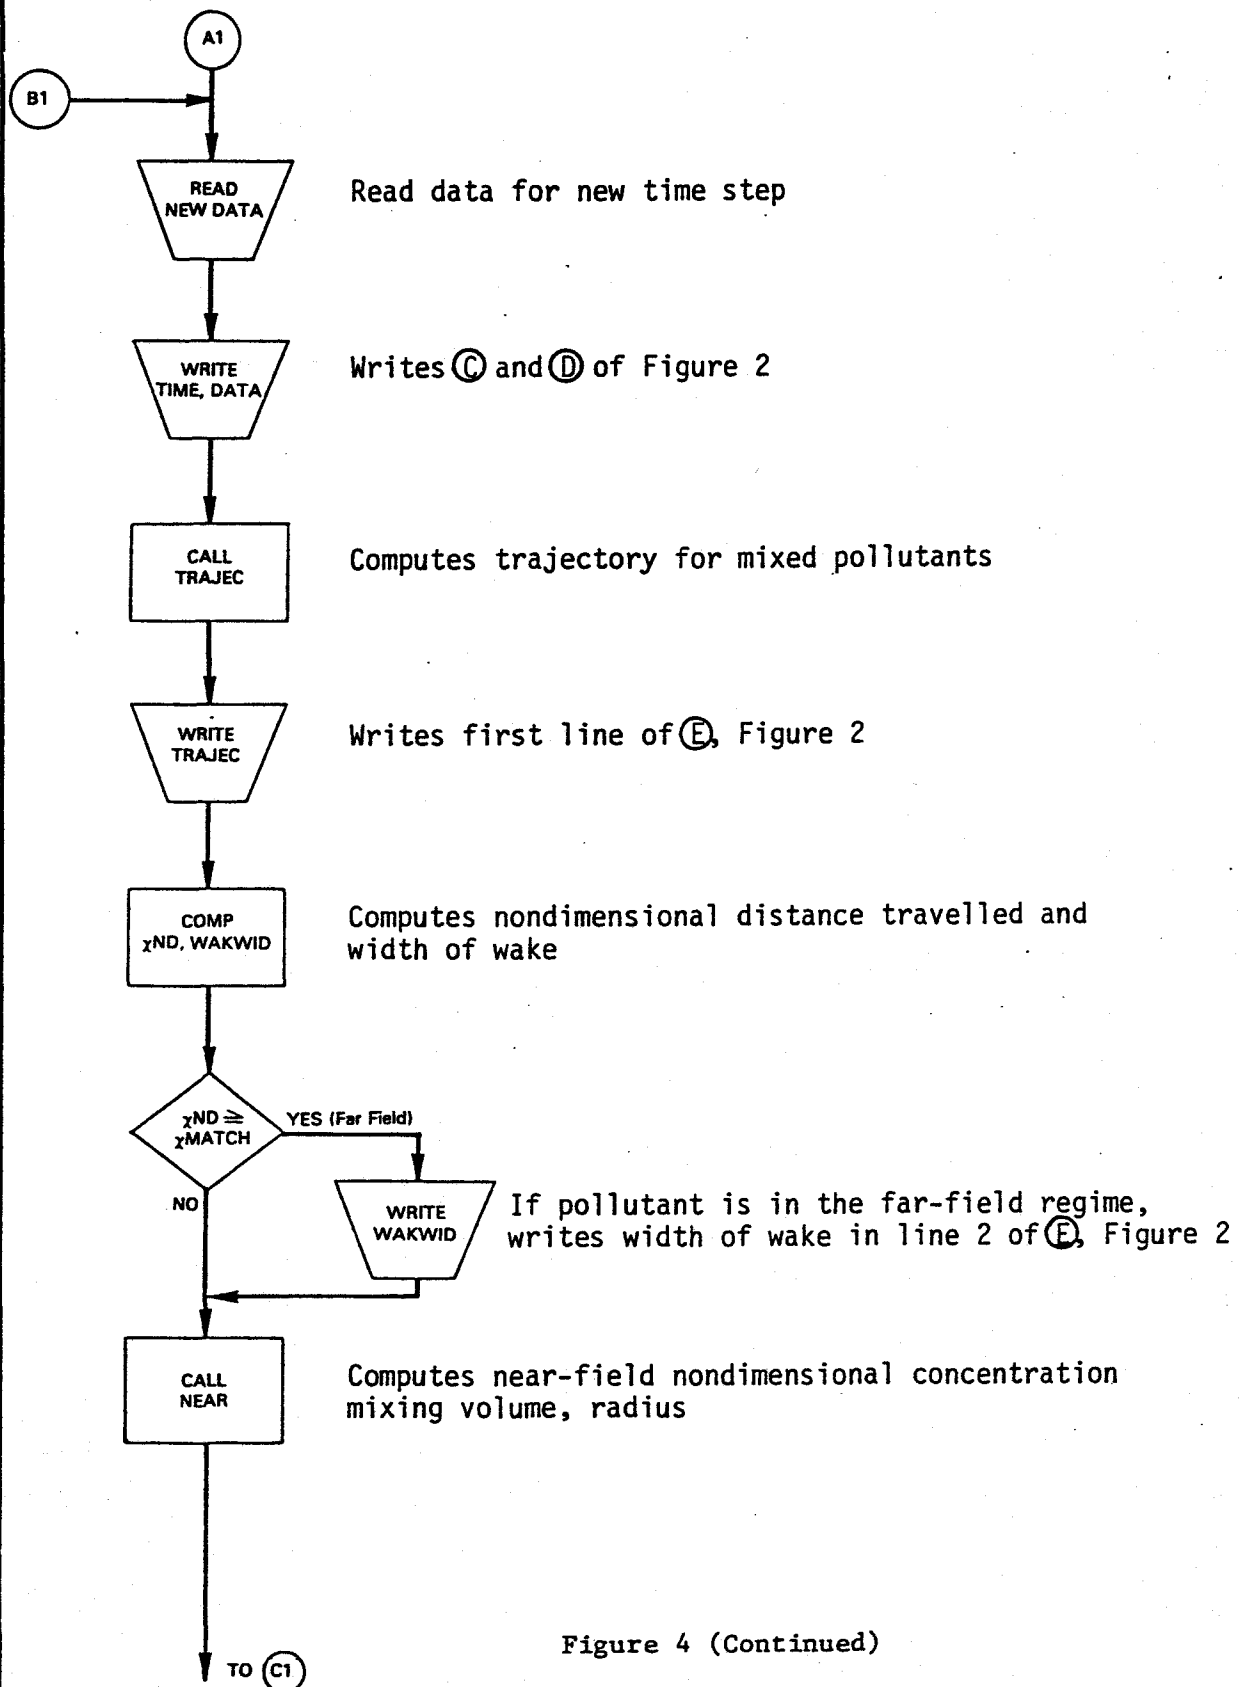 A1
B1
READ
NEW DATA
Read data for new time step
WRITE
TIME, DATA
Writes Ⓒ and Ⓓ of Figure 2
CALL
TRAJEC
Computes trajectory for mixed pollutants
WRITE
TRAJEC
Writes first line of Ⓔ, Figure 2
COMP
χND, WAKWID
Computes nondimensional distance travelled and
width of wake
χND ≧
χMATCH
YES (Far Field)
NO
WRITE
WAKWID
If pollutant is in the far-field regime,
writes width of wake in line 2 of Ⓔ, Figure 2
CALL
NEAR
Computes near-field nondimensional concentration
mixing volume, radius
Figure 4 (Continued)
TO C1